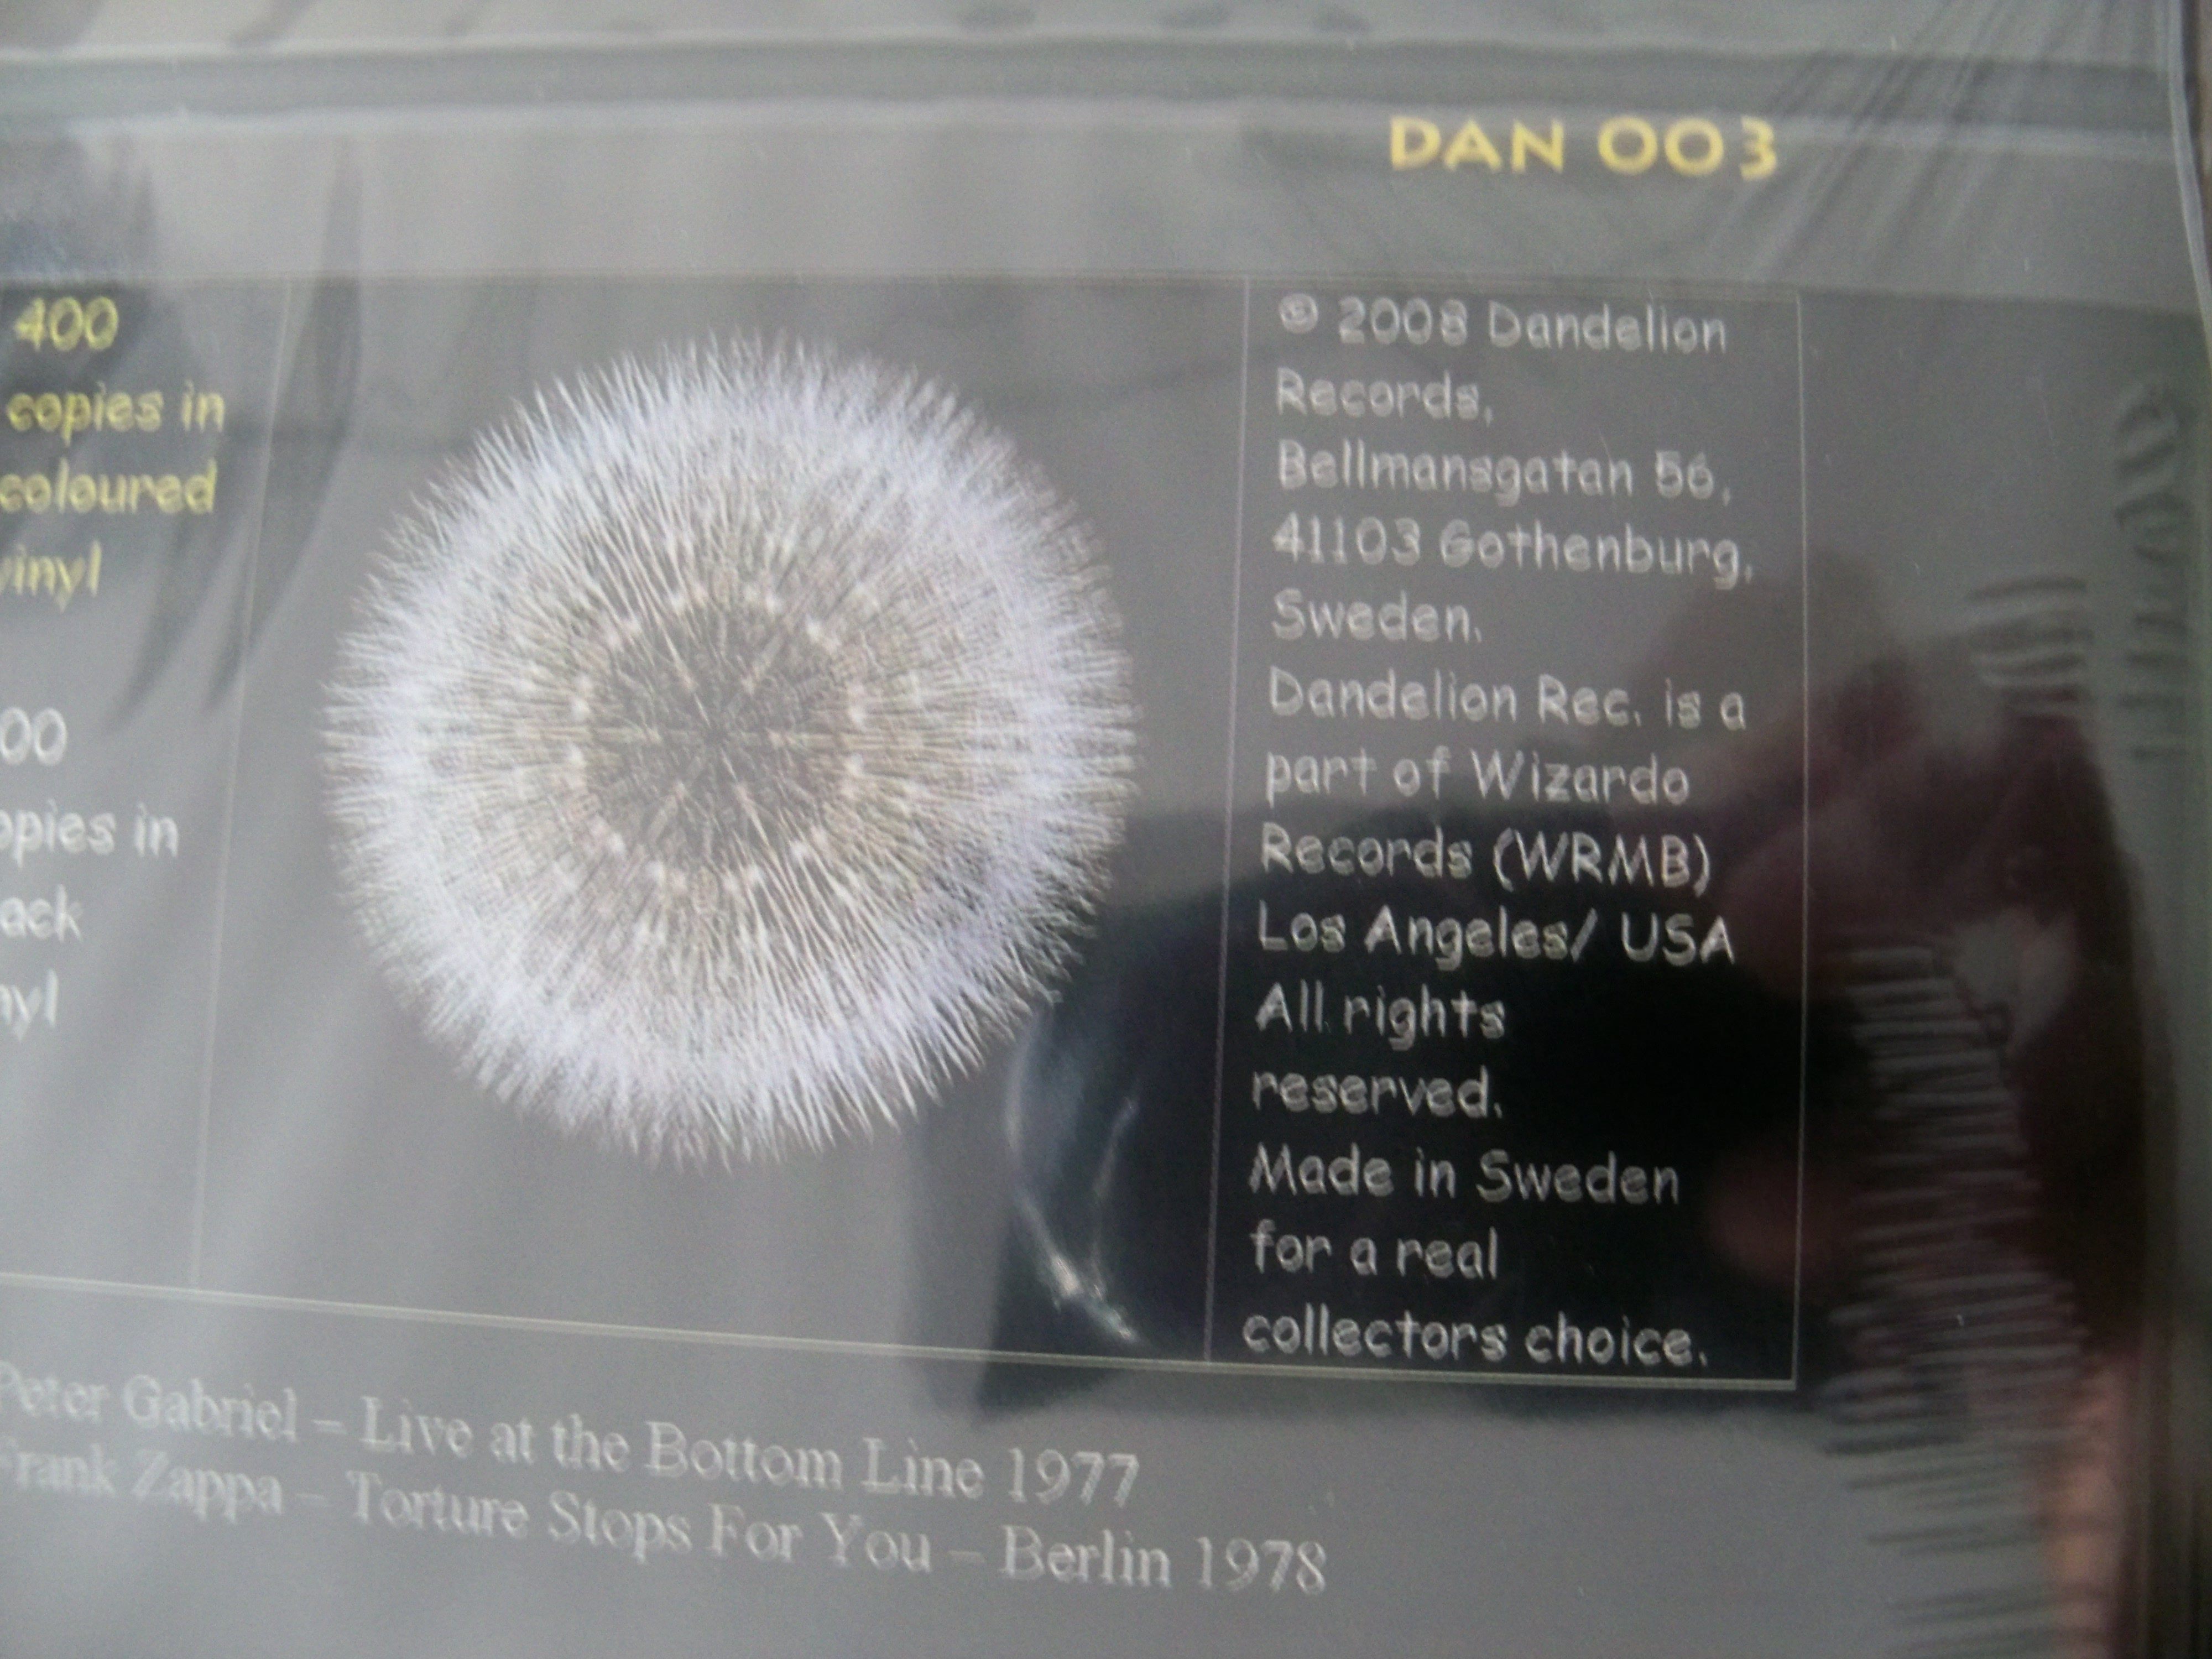 DAN 003
400
copies in
coloured
vinyl
00
opies in
ack
nyl
℗ 2008 Dandelion
Records,
Bellmansgatan 56,
41103 Gothenburg,
Sweden.
Dandelion Rec. is a
part of Wizardo
Records (WRMB)
Los Angeles/ USA
All rights
reserved.
Made in Sweden
for a real
collectors choice.
Peter Gabriel – Live at the Bottom Line 1977
Frank Zappa – Torture Stops For You – Berlin 1978